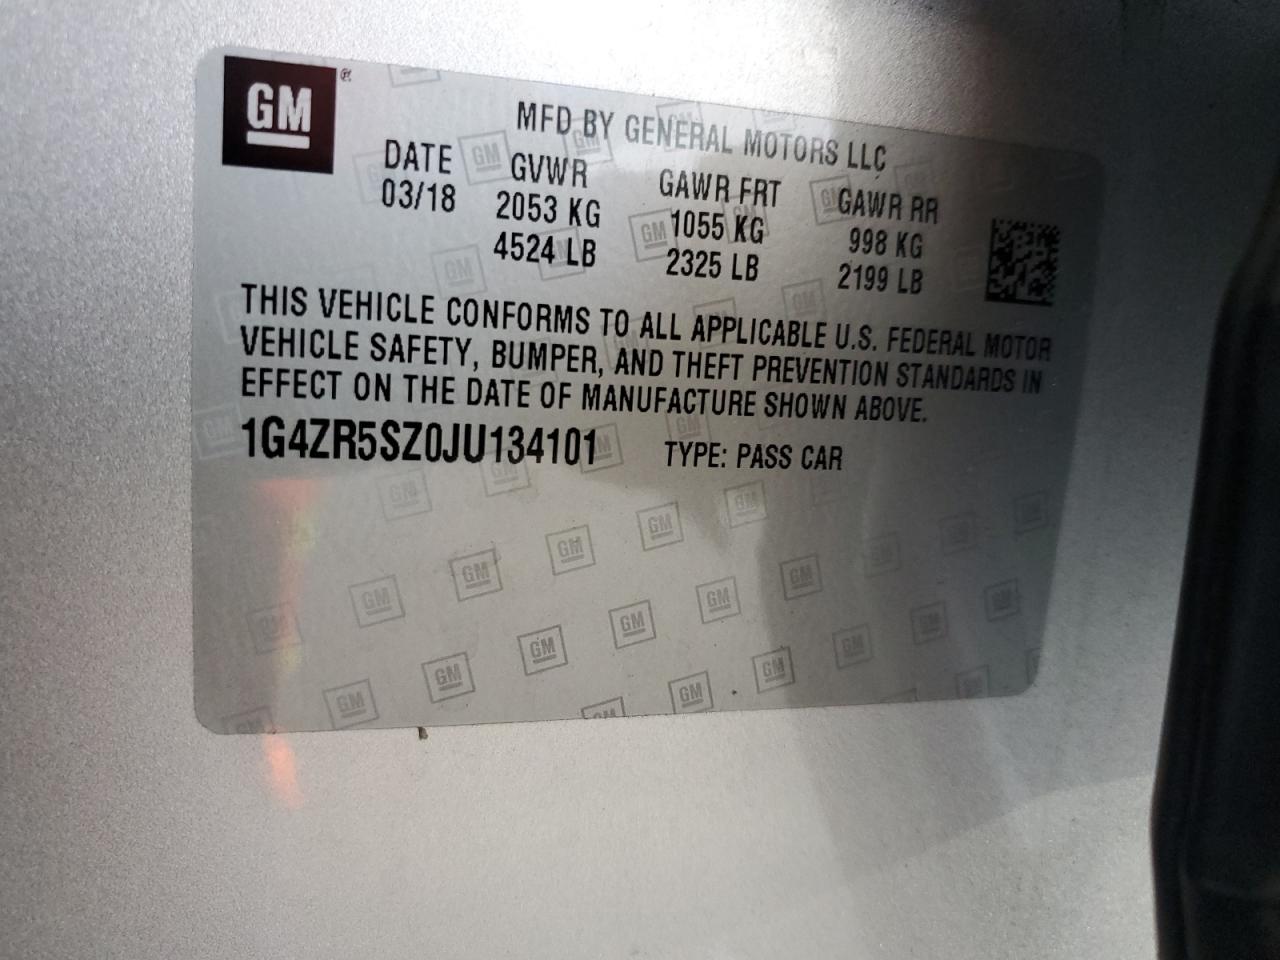 GM ®
MFD BY GENERAL MOTORS LLC
DATE GVWR GAWR FRT GAWR RR
03/18 2053 KG 1055 KG 998 KG
4524 LB 2325 LB 2199 LB
THIS VEHICLE CONFORMS TO ALL APPLICABLE U.S. FEDERAL MOTOR
VEHICLE SAFETY, BUMPER, AND THEFT PREVENTION STANDARDS IN
EFFECT ON THE DATE OF MANUFACTURE SHOWN ABOVE.
1G4ZR5SZ0JU134101 TYPE: PASS CAR